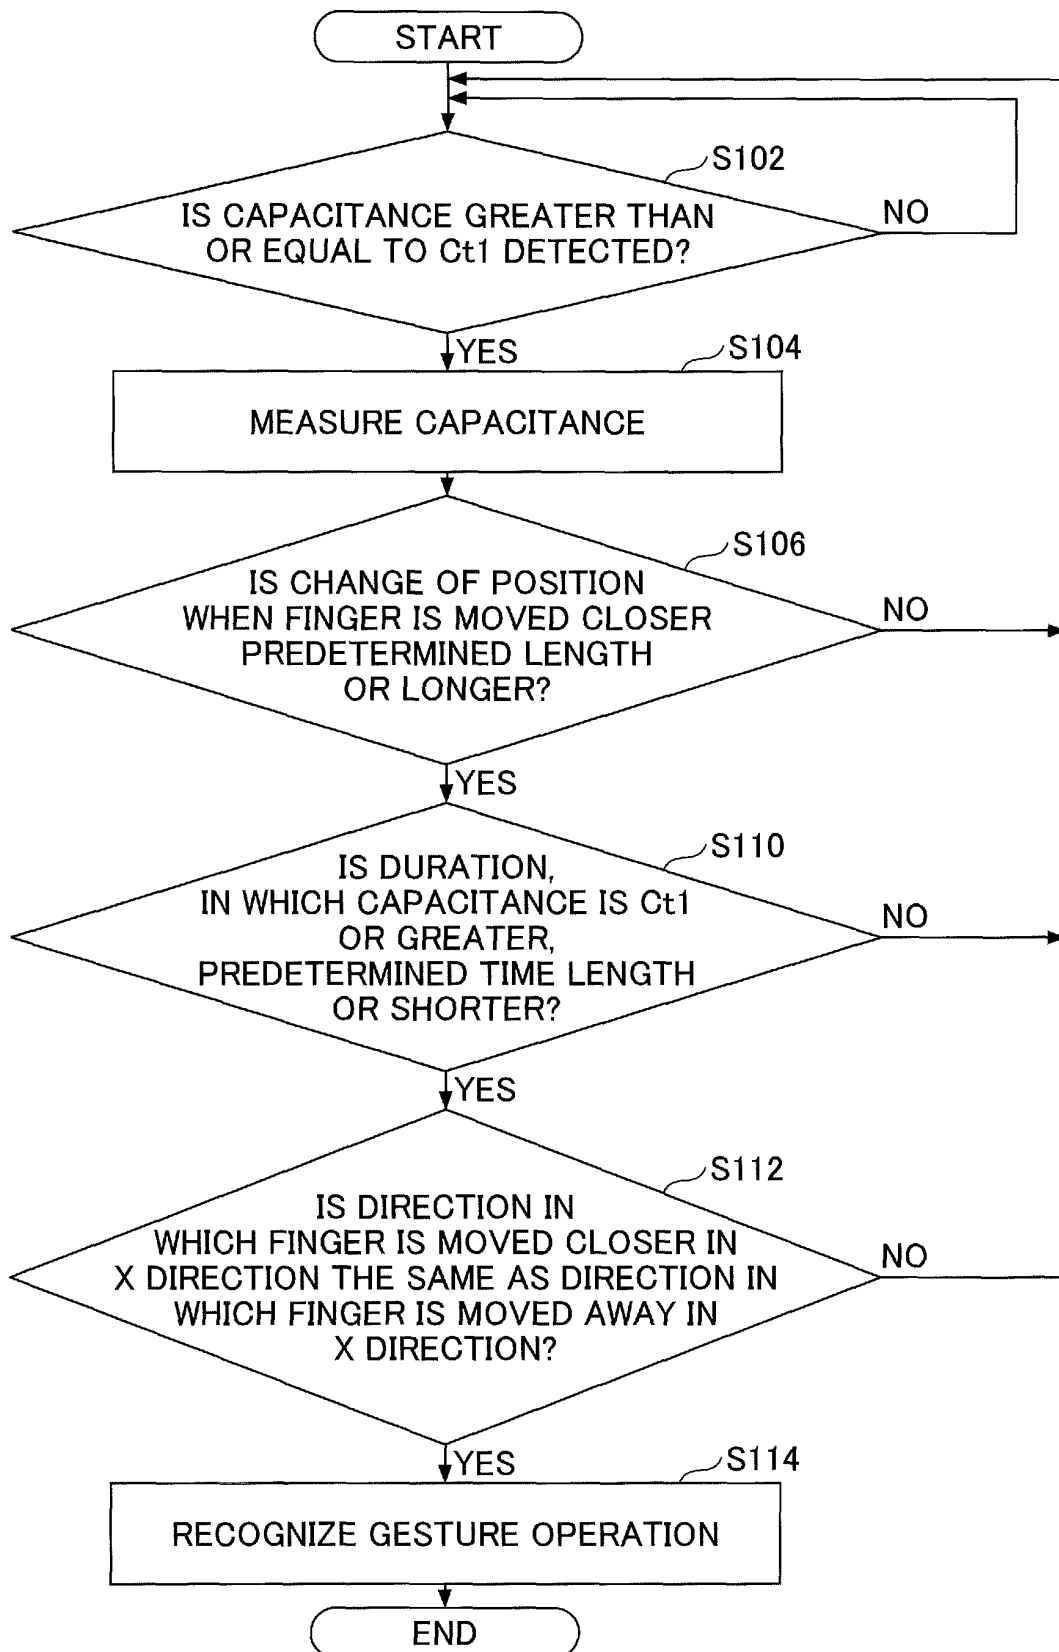 START
S102
IS CAPACITANCE GREATER THAN
OR EQUAL TO Ct1 DETECTED?
NO
YES
S104
MEASURE CAPACITANCE
S106
IS CHANGE OF POSITION
WHEN FINGER IS MOVED CLOSER
PREDETERMINED LENGTH
OR LONGER?
NO
YES
S110
IS DURATION,
IN WHICH CAPACITANCE IS Ct1
OR GREATER,
PREDETERMINED TIME LENGTH
OR SHORTER?
NO
YES
S112
IS DIRECTION IN
WHICH FINGER IS MOVED CLOSER IN
X DIRECTION THE SAME AS DIRECTION IN
WHICH FINGER IS MOVED AWAY IN
X DIRECTION?
NO
YES
S114
RECOGNIZE GESTURE OPERATION
END